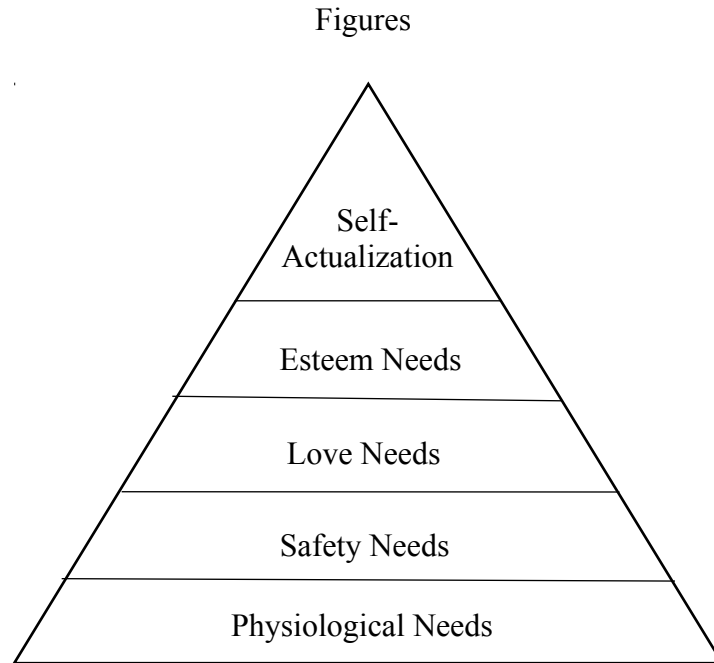 Figures
Self-
Actualization
Esteem Needs
Love Needs
Safety Needs
Physiological Needs